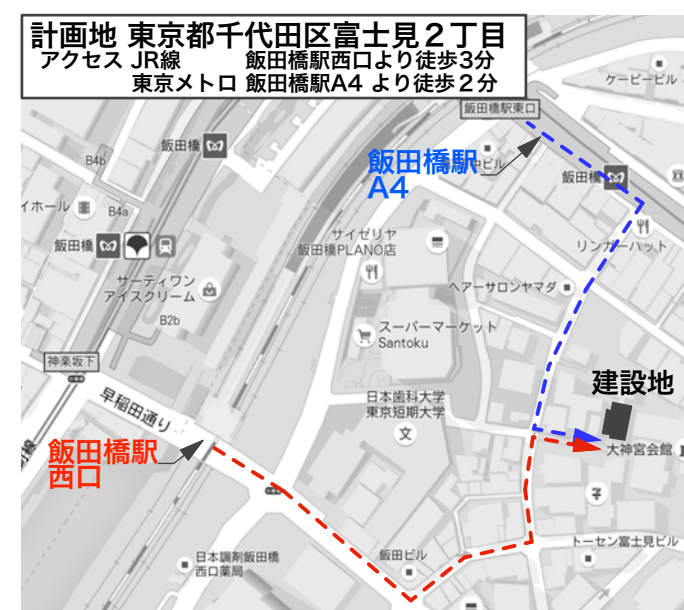 計画地 東京都千代田区富士見2丁目
アクセス JR線 飯田橋駅西口より徒歩3分
東京メトロ 飯田橋駅A4 より徒歩2分
ケービービル
飯田橋駅東口
飯田橋
B4b
飯田橋駅
A4
中ビル
飯田橋
イホール
B4a
サイゼリヤ
飯田橋PLANO店
リンガーハット
飯田橋
サーティワン
アイスクリーム
ヘアーサロンヤマダ
B2b
スーパーマーケット
Santoku
神楽坂下
建設地
早稲田通り
日本歯科大学
東京短期大学
文
飯田橋駅
西口
大神宮会館
トーセン富士見ビル
日本調剤飯田橋
西口薬局
飯田ビル